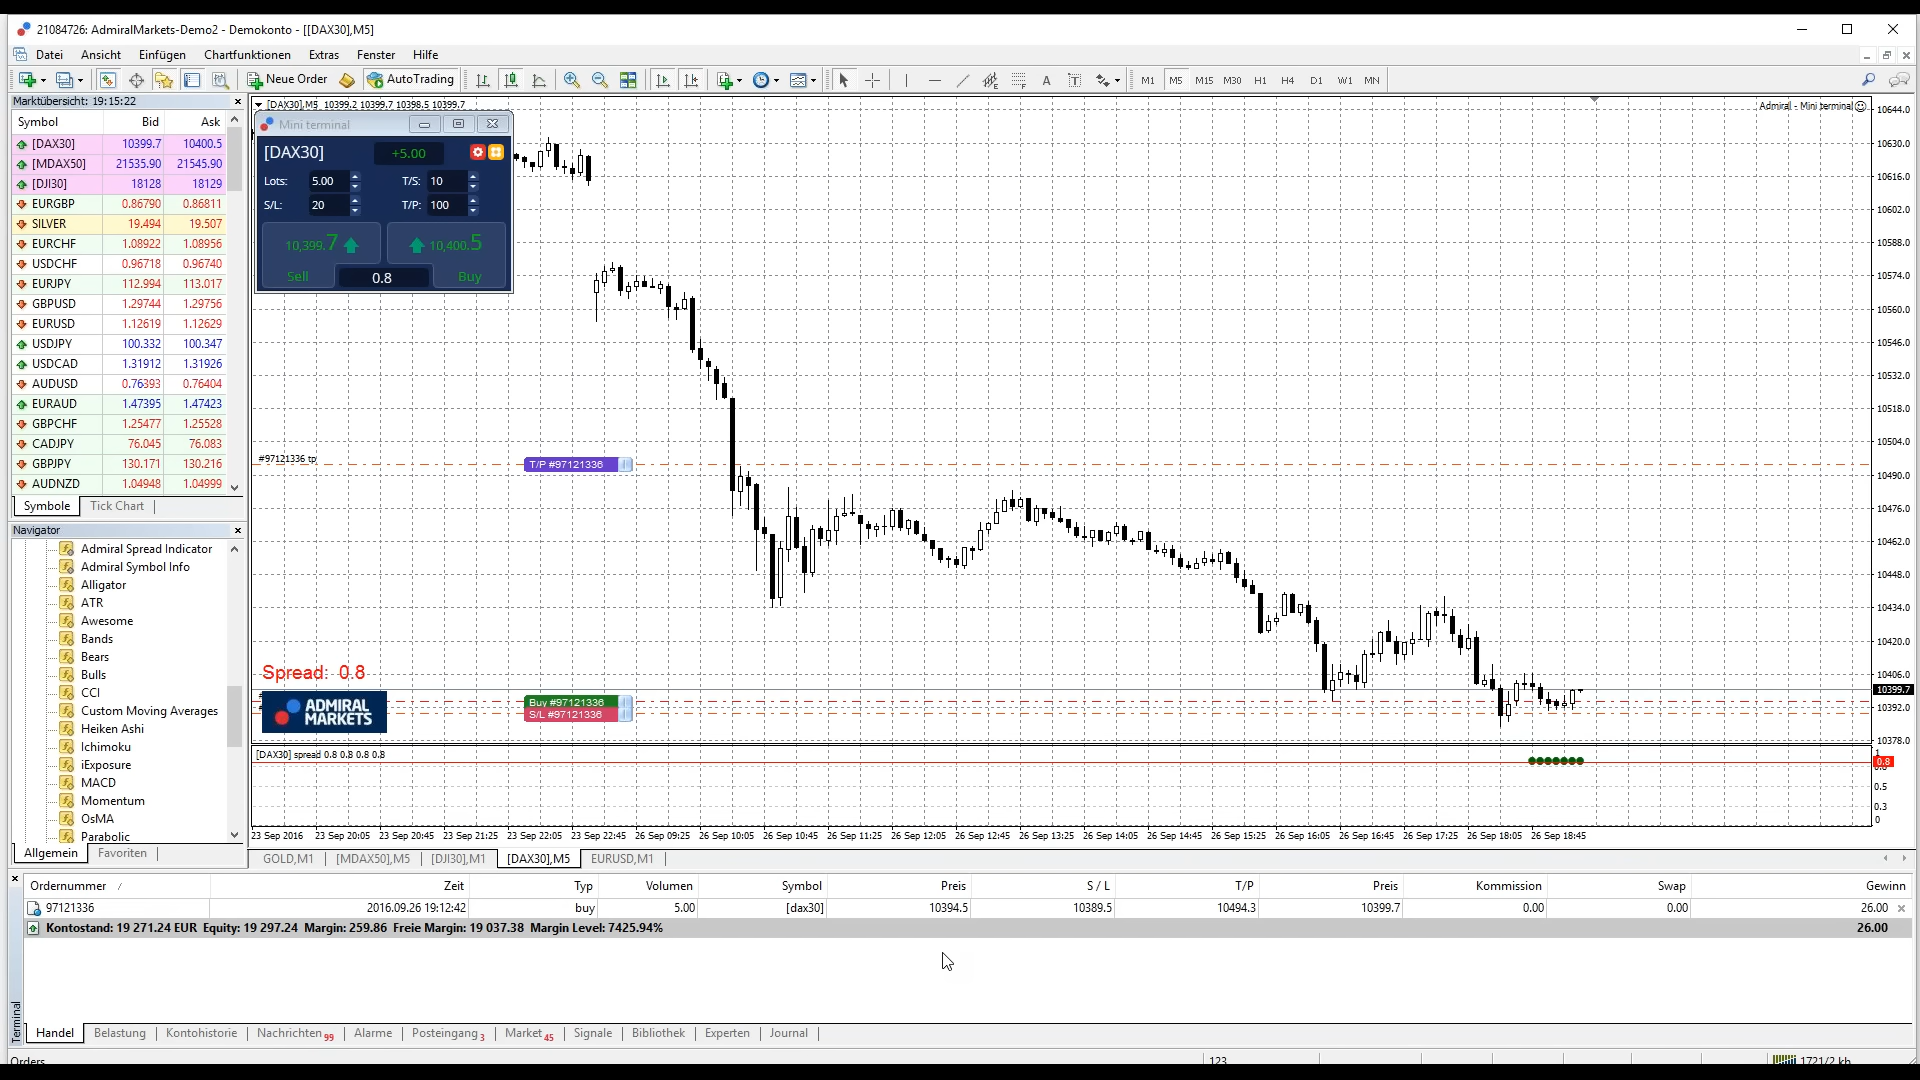 21084726: AdmiralMarkets-Demo2 - Demokonto - [[DAX30],M5]
Datei Ansicht Einfügen Chartfunktionen Extras Fenster Hilfe
Neue Order AutoTrading A T M1 M5 M15 M30 H1 H4 D1 W1 MN
Marktübersicht: 19:15:22
Symbol Bid Ask
[DAX30] 10399.7 10400.5
[MDAX50] 21535.90 21545.90
[DJI30] 18128 18129
EURGBP 0.86790 0.86811
SILVER 19.494 19.507
EURCHF 1.08922 1.08956
USDCHF 0.96718 0.96740
EURJPY 112.994 113.017
GBPUSD 1.29744 1.29756
EURUSD 1.12619 1.12629
USDJPY 100.332 100.347
USDCAD 1.31912 1.31926
AUDUSD 0.76393 0.76404
EURAUD 1.47395 1.47423
GBPCHF 1.25477 1.25528
CADJPY 76.045 76.083
GBPJPY 130.171 130.216
AUDNZD 1.04948 1.04999
Symbole Tick Chart
Navigator
Admiral Spread Indicator
Admiral Symbol Info
Alligator
ATR
Awesome
Bands
Bears
Bulls
CCI
Custom Moving Averages
Heiken Ashi
Ichimoku
iExposure
MACD
Momentum
OsMA
Parabolic
Allgemein Favoriten
[DAX30],M5 10399.2 10399.7 10398.5 10399.7
Admiral - Mini terminal
Mini terminal
[DAX30] +5.00
Lots: 5.00 T/S: 10
S/L: 20 T/P: 100
10,399.7 10,400.5
Sell 0.8 Buy
#97121336 tp
T/P #97121336
Spread: 0.8
ADMIRAL
MARKETS
Buy #97121336
S/L #97121336
10644.0
10630.0
10616.0
10602.0
10588.0
10574.0
10560.0
10546.0
10532.0
10518.0
10504.0
10490.0
10476.0
10462.0
10448.0
10434.0
10420.0
10406.0
10399.7
10392.0
10378.0
[DAX30] spread 0.8 0.8 0.8 0.8
1
0.8
0.5
0.3
0
23 Sep 2016 23 Sep 20:05 23 Sep 20:45 23 Sep 21:25 23 Sep 22:05 23 Sep 22:45 26 Sep 09:25 26 Sep 10:05 26 Sep 10:45 26 Sep 11:25 26 Sep 12:05 26 Sep 12:45 26 Sep 13:25 26 Sep 14:05 26 Sep 14:45 26 Sep 15:25 26 Sep 16:05 26 Sep 16:45 26 Sep 17:25 26 Sep 18:05 26 Sep 18:45
GOLD,M1 [MDAX50],M5 [DJI30],M1 [DAX30],M5 EURUSD,M1
Ordernummer / Zeit Typ Volumen Symbol Preis S / L T/P Preis Kommission Swap Gewinn
97121336 2016.09.26 19:12:42 buy 5.00 [dax30] 10394.5 10389.5 10494.3 10399.7 0.00 0.00 26.00
Kontostand: 19 271.24 EUR Equity: 19 297.24 Margin: 259.86 Freie Margin: 19 037.38 Margin Level: 7425.94% 26.00
Terminal
Handel Belastung Kontohistorie Nachrichten 99 Alarme Posteingang 3 Market 45 Signale Bibliothek Experten Journal
Orders 123 1721/2 kb